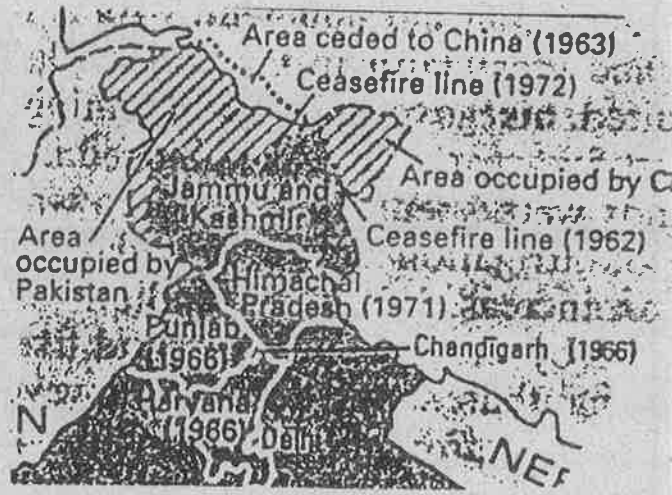 Area ceded to China (1963)
Ceasefire line (1972)
Area occupied by C
Jammu and
Kashmir
Ceasefire line (1962)
Area
occupied by
Pakistan
Himachal
Pradesh (1971)
Punjab
(1966)
Chandigarh (1966)
Haryana
(1966)
Delhi
N
NEP